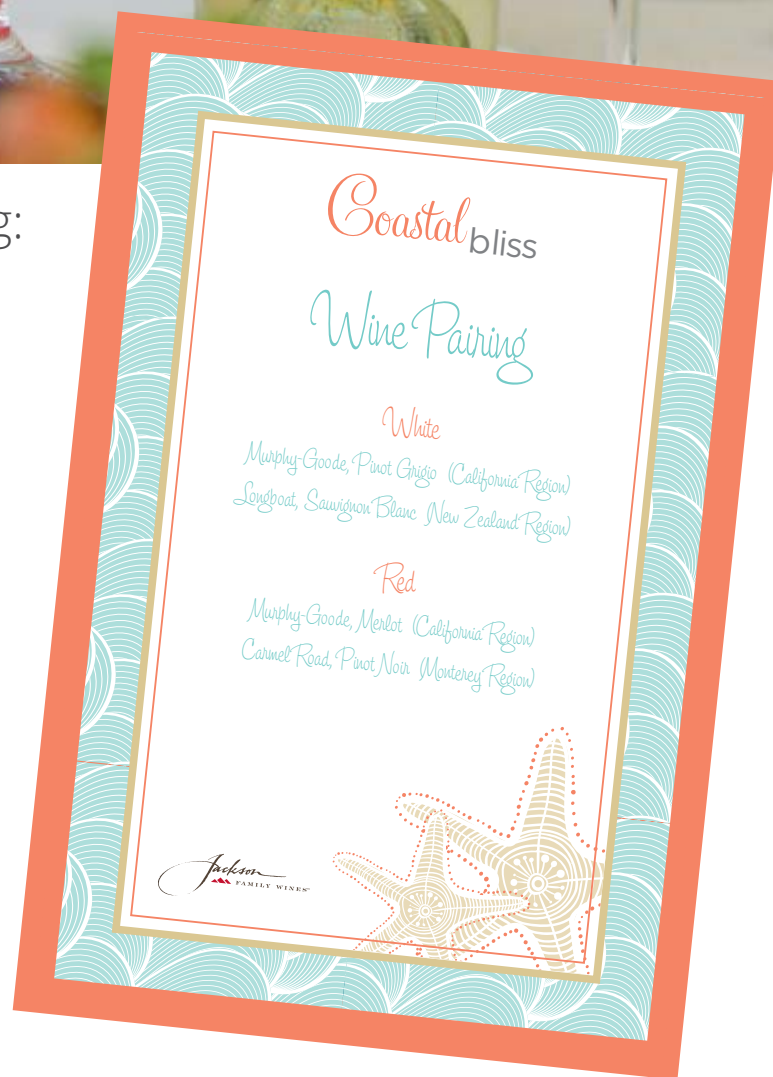 g:
Coastal bliss
Wine Pairing
White
Murphy-Goode, Pinot Grigio (California Region)
Longboat, Sauvignon Blanc (New Zealand Region)
Red
Murphy-Goode, Merlot (California Region)
Carmel Road, Pinot Noir (Monterey Region)
Jackson
FAMILY WINES